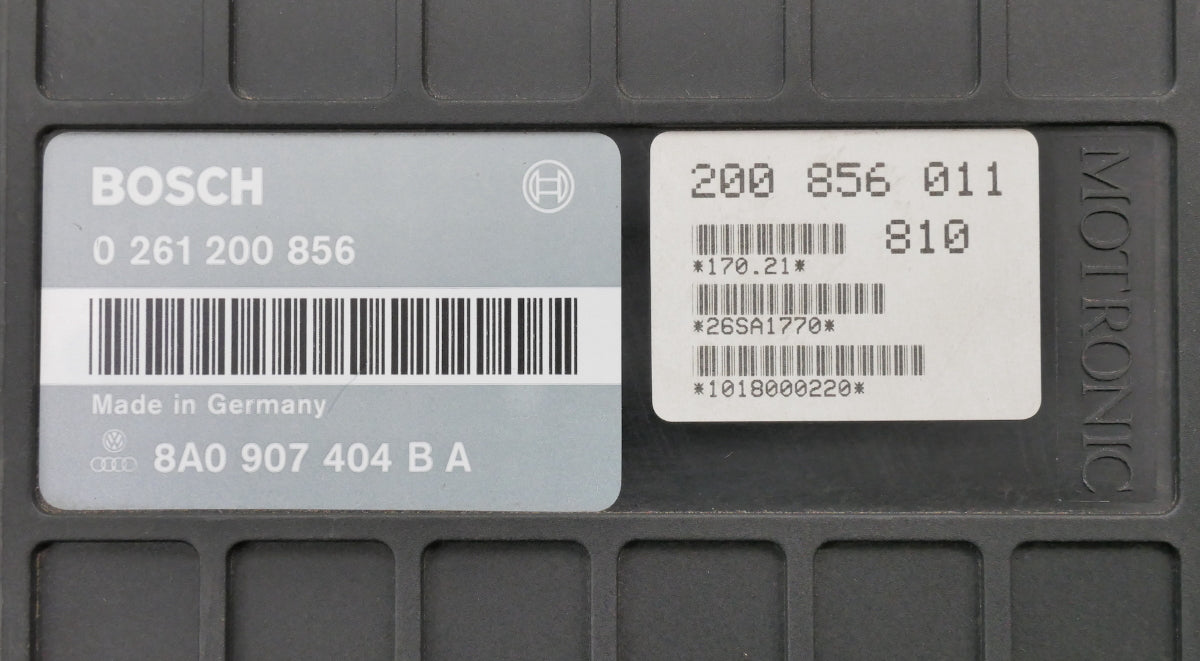 BOSCH
0 261 200 856
Made in Germany
8A0 907 404 B A
200 856 011
810
*170.21*
*26SA1770*
*1018000220*
MOTRONIC